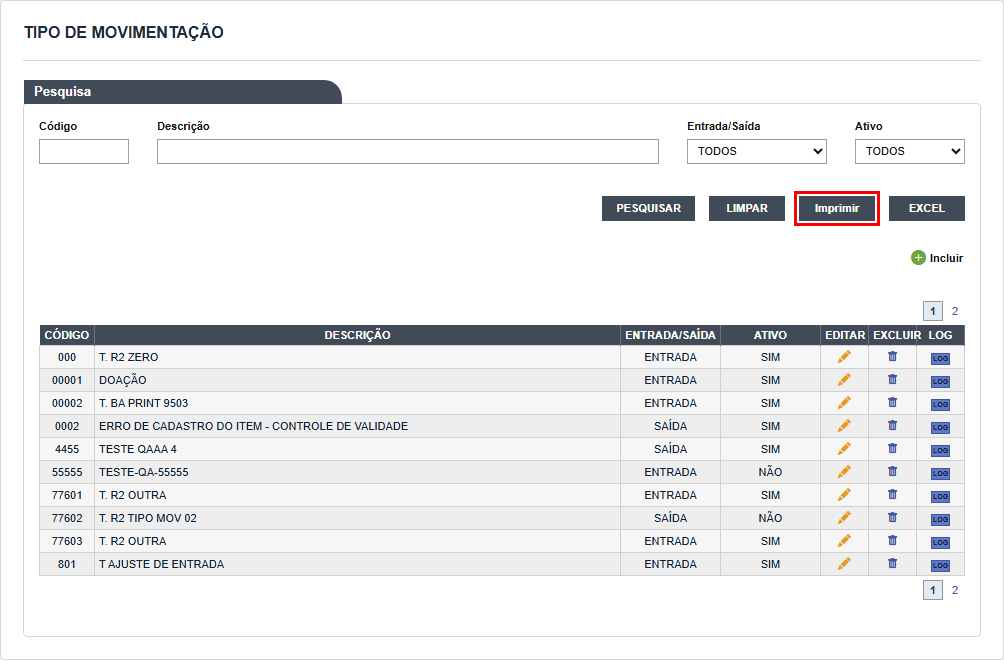 TIPO DE MOVIMENTAÇÃO
Pesquisa
Código Descrição Entrada/Saída Ativo
TODOS TODOS
PESQUISAR LIMPAR Imprimir EXCEL
Incluir
1 2
CÓDIGO DESCRIÇÃO ENTRADA/SAÍDA ATIVO EDITAR EXCLUIR LOG
000 T. R2 ZERO ENTRADA SIM LOG
00001 DOAÇÃO ENTRADA SIM LOG
00002 T. BA PRINT 9503 ENTRADA SIM LOG
0002 ERRO DE CADASTRO DO ITEM - CONTROLE DE VALIDADE SAÍDA SIM LOG
4455 TESTE QAAA 4 SAÍDA SIM LOG
55555 TESTE-QA-55555 ENTRADA NÃO LOG
77601 T. R2 OUTRA ENTRADA SIM LOG
77602 T. R2 TIPO MOV 02 SAÍDA NÃO LOG
77603 T. R2 OUTRA ENTRADA SIM LOG
801 T AJUSTE DE ENTRADA ENTRADA SIM LOG
1 2